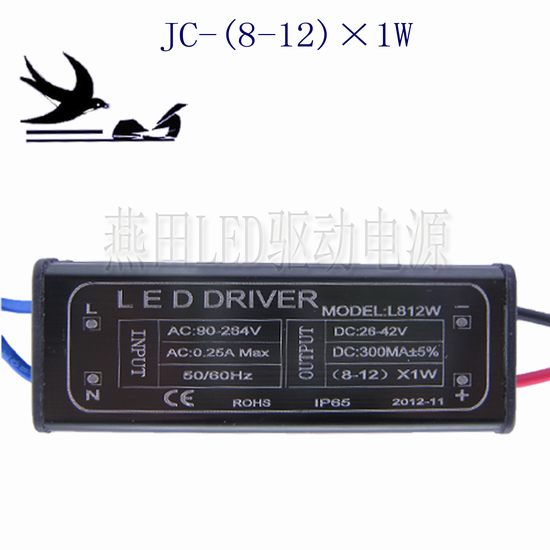 JC-(8-12)×1W
燕田LED驱动电源
L E D DRIVER
MODEL:L812W
L
N
INPUT
AC:90-264V
AC:0.25A Max
50/60Hz
OUTPUT
DC:26-42V
DC:300MA±5%
(8-12) X1W
−
+
CE
ROHS
IP65
2012-11